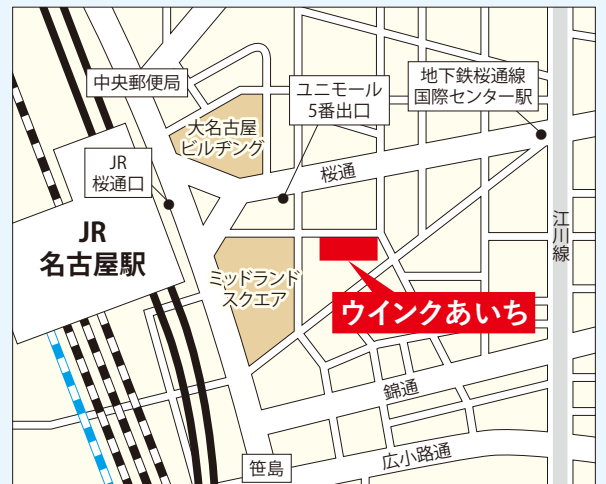 中央郵便局
ユニモール
5番出口
地下鉄桜通線
国際センター駅
大名古屋
ビルヂング
JR
桜通口
桜通
JR
名古屋駅
江川線
ミッドランド
スクエア
ウインクあいち
錦通
広小路通
笹島